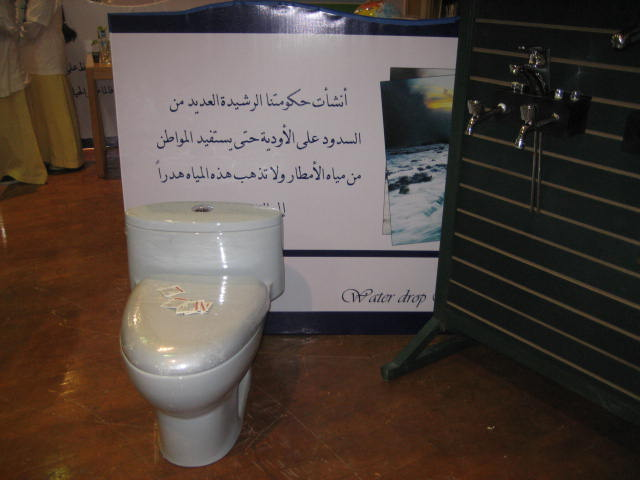 أنشأت حكومتنا الرشيدة العديد من
السدود على الأودية حتى يستفيد المواطن
من مياه الأمطار ولا تذهب هذه المياه هدراً
Water drop